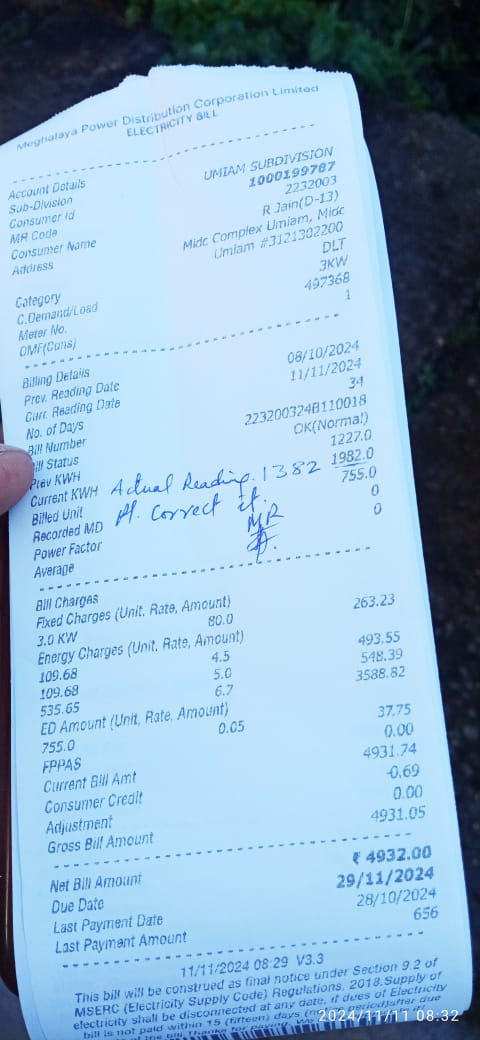 Meghalaya Power Distribution Corporation Limited
ELECTRICITY BILL
Account Details
Sub-Division UMIAM SUBDIVISION
Consumer Id 1000199787
MR Code 2232003
Consumer Name R Jain(D-13)
Address Midc Complex Umiam, Midc
Umiam #3121302200
Category DLT
C.Demand/Load 3KW
Meter No. 497368
OMF(Cons) 1
Billing Details
Prev. Reading Date 08/10/2024
Curr. Reading Date 11/11/2024
No. of Days 34
Bill Number 223200324B110018
Bill Status OK(Normal)
Prev KWH 1227.0
Current KWH 1982.0
Actual Reading. 1382
Billed Unit 755.0
Pl. Correct it.
Recorded MD 0
MR
Power Factor 0
Average
Bill Charges
Fixed Charges (Unit, Rate, Amount)
3.0 KW 80.0 263.23
Energy Charges (Unit, Rate, Amount)
109.68 4.5 493.55
109.68 5.0 548.39
535.65 6.7 3588.82
ED Amount (Unit, Rate, Amount)
755.0 0.05 37.75
FPPAS 0.00
Current Bill Amt 4931.74
Consumer Credit -0.69
Adjustment 0.00
Gross Bill Amount 4931.05
Net Bill Amount ₹ 4932.00
Due Date 29/11/2024
Last Payment Date 28/10/2024
Last Payment Amount 656
11/11/2024 08:29 V3.3
This bill will be construed as final notice under Section 9.2 of
MSERC (Electricity Supply Code) Regulations, 2018.Supply of
electricity shall be disconnected at any date, if dues of Electricity
bill is not paid within 15 (fifteen) days
2024/11/11 08:32